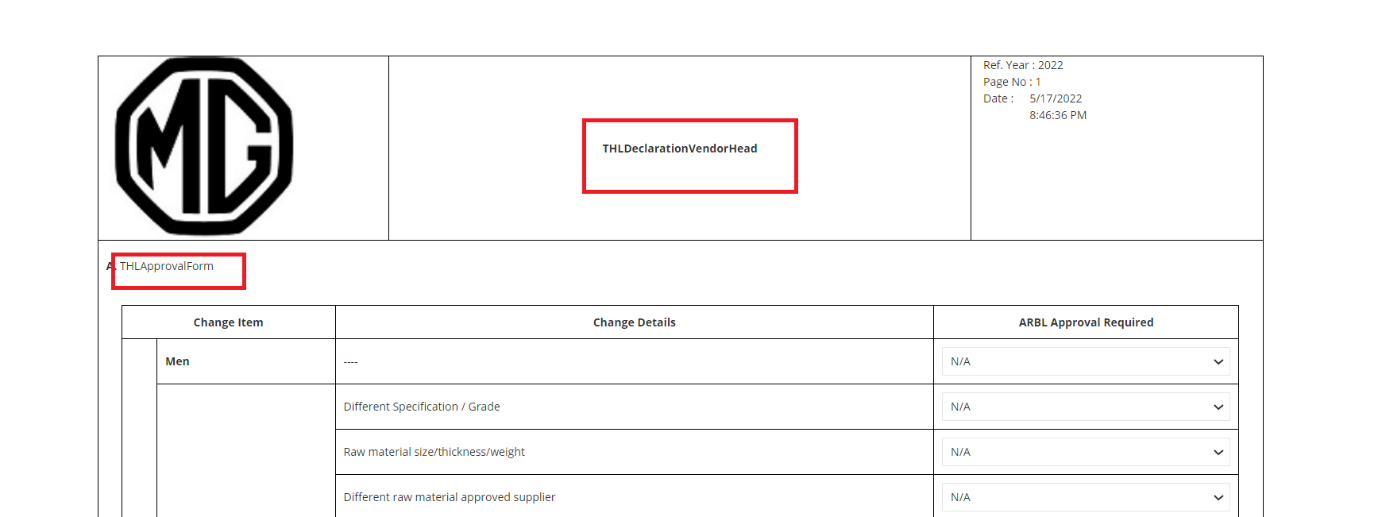 MG
THLDeclarationVendorHead
Ref. Year : 2022
Page No : 1
Date : 5/17/2022
8:46:36 PM
A. THLApprovalForm
Change Item Change Details ARBL Approval Required
Men ---- N/A
Different Specification / Grade N/A
Raw material size/thickness/weight N/A
Different raw material approved supplier N/A